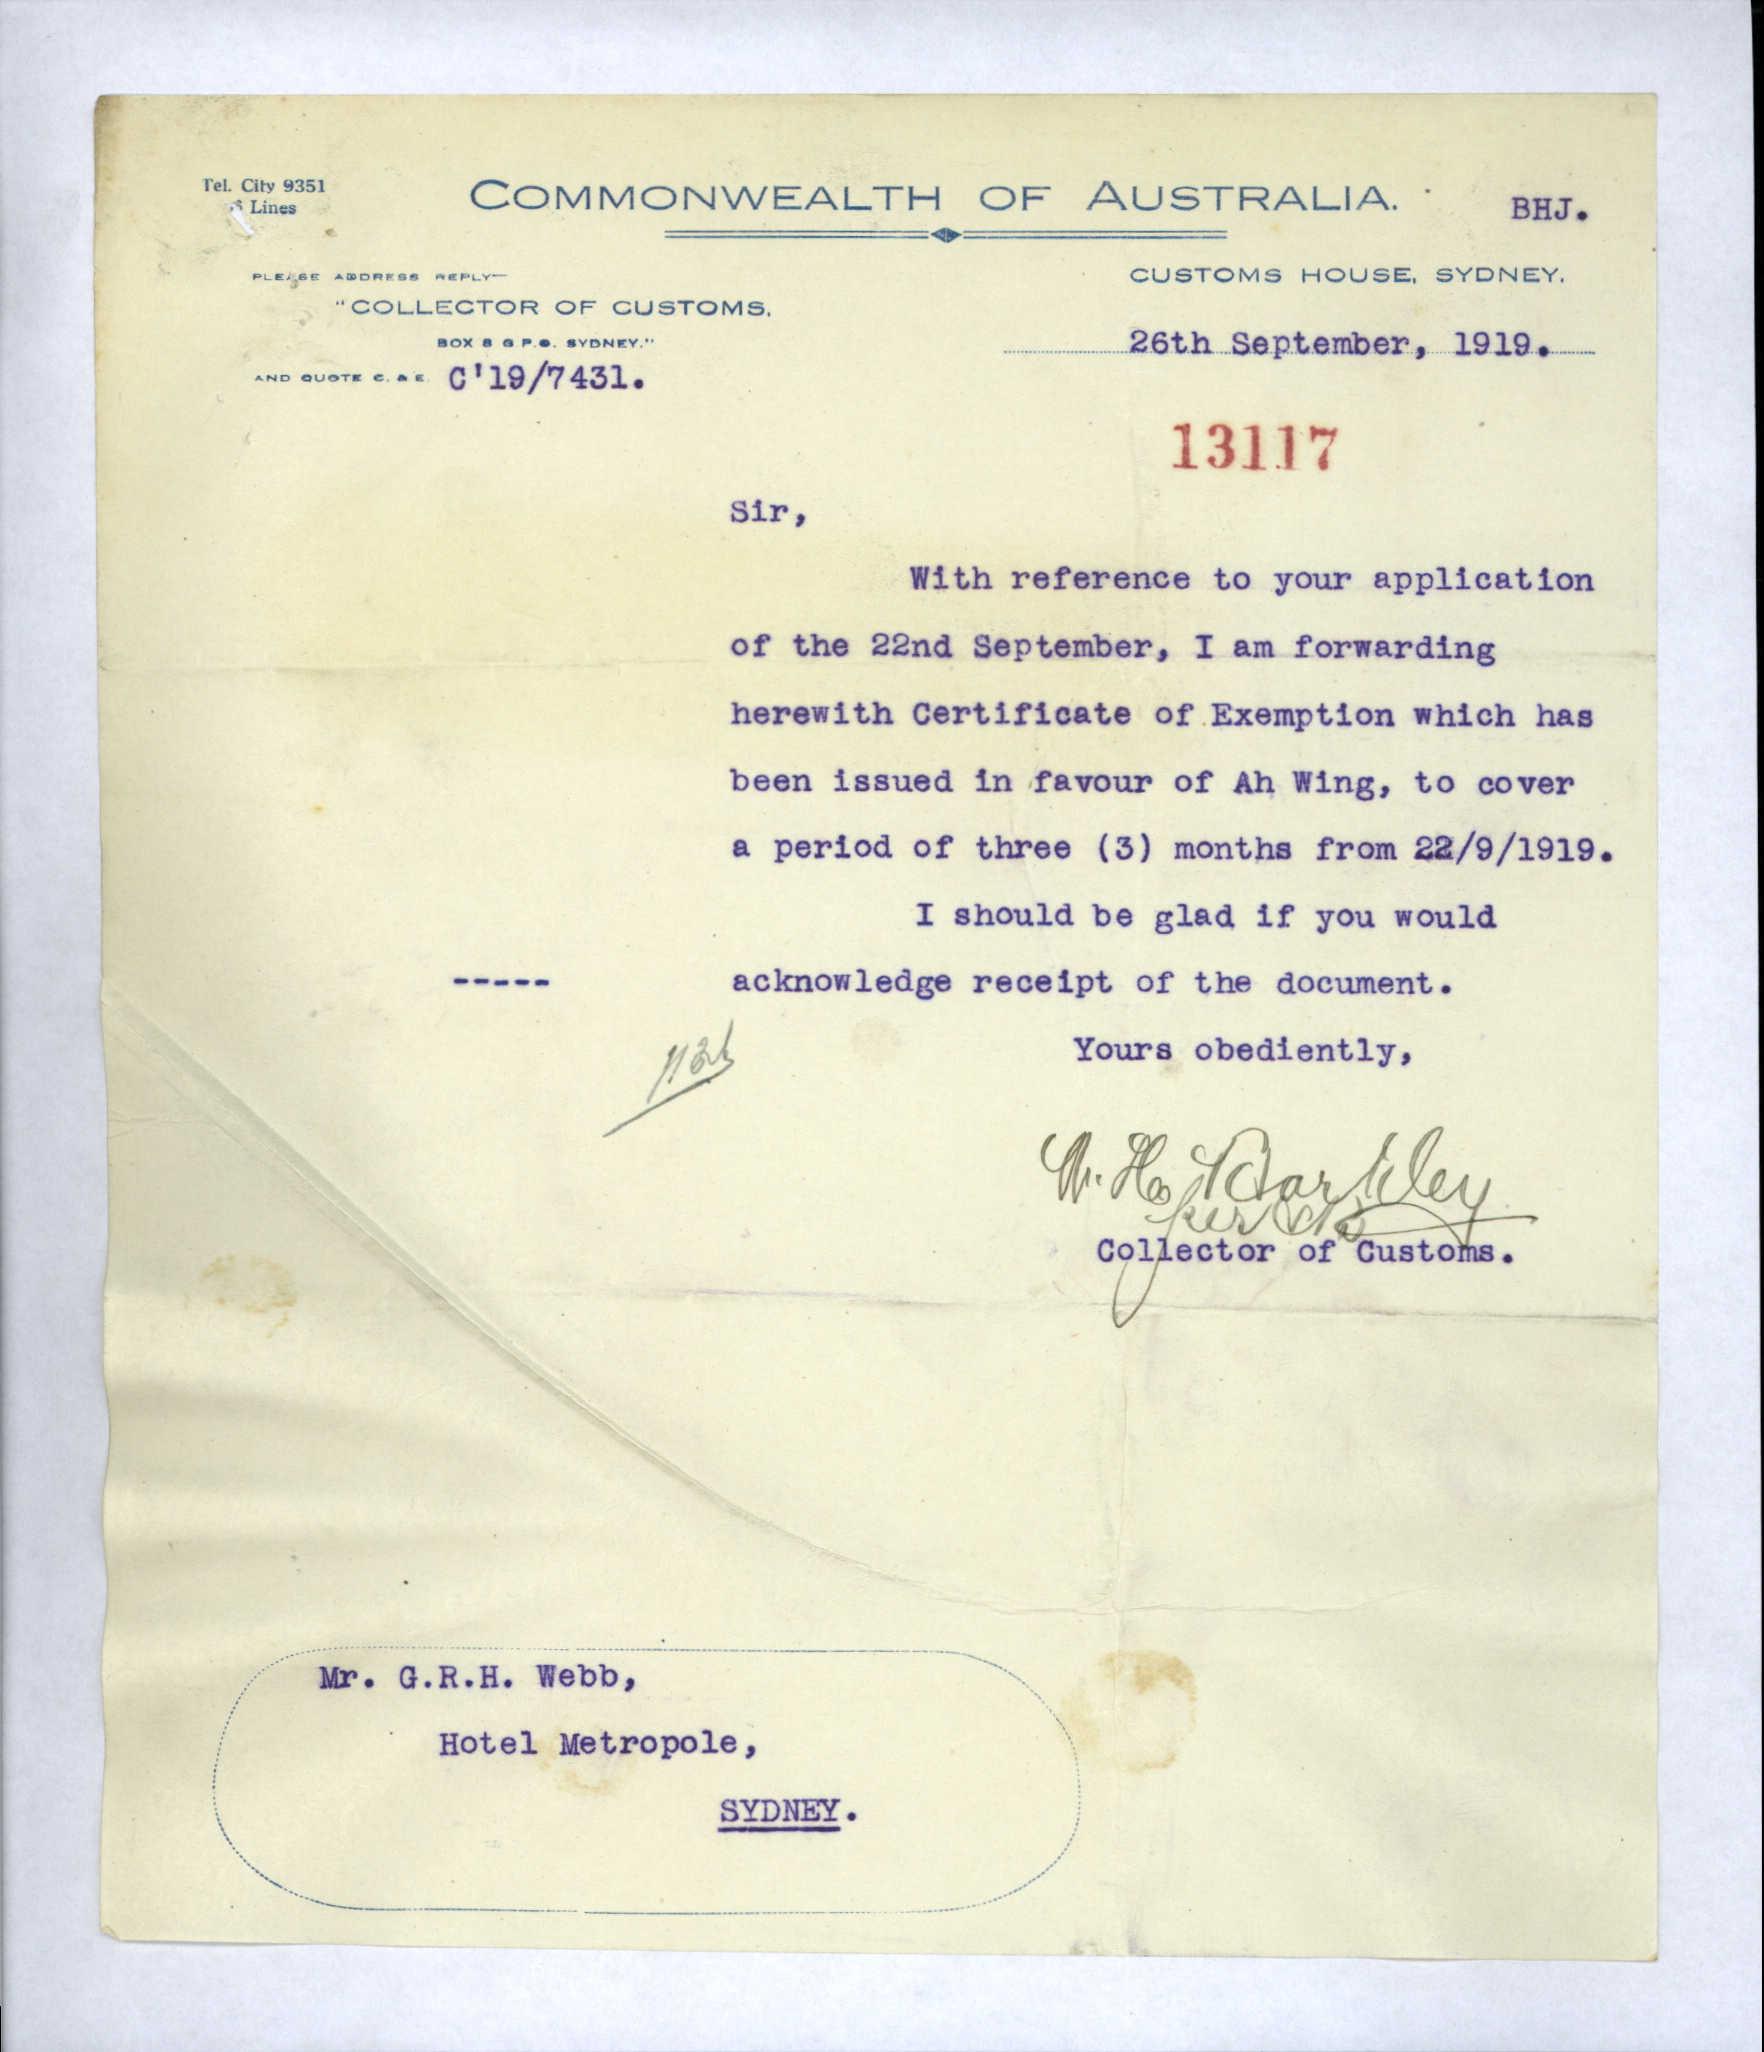 Tel. City 9351
Lines
COMMONWEALTH OF AUSTRALIA.
BHJ.
PLEASE ADDRESS REPLY—
"COLLECTOR OF CUSTOMS,
BOX 8 G P.O. SYDNEY."
AND QUOTE C. & E. C'19/7431.
CUSTOMS HOUSE, SYDNEY.
26th September, 1919.
13117
Sir,
With reference to your application
of the 22nd September, I am forwarding
herewith Certificate of Exemption which has
been issued in favour of Ah Wing, to cover
a period of three (3) months from 22/9/1919.
I should be glad if you would
----- acknowledge receipt of the document.
Yours obediently,
W. H. Barkley
per
Collector of Customs.
Mr. G.R.H. Webb,
Hotel Metropole,
SYDNEY.